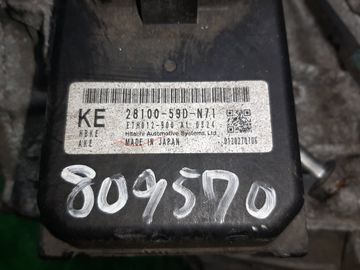 KE
28100-59D-N71
HBKE
AKE
Hitachi Automotive Systems, Ltd.
MADE IN JAPAN
809570